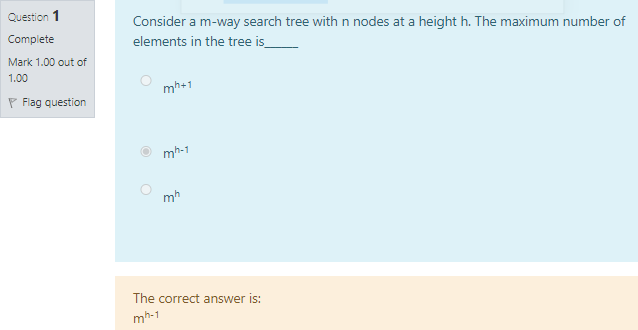 Question 1
Complete
Mark 1.00 out of
1.00
Flag question
Consider a m-way search tree with n nodes at a height h. The maximum number of
elements in the tree is_____
mʰ⁺¹
mʰ⁻¹
mʰ
The correct answer is:
mʰ⁻¹